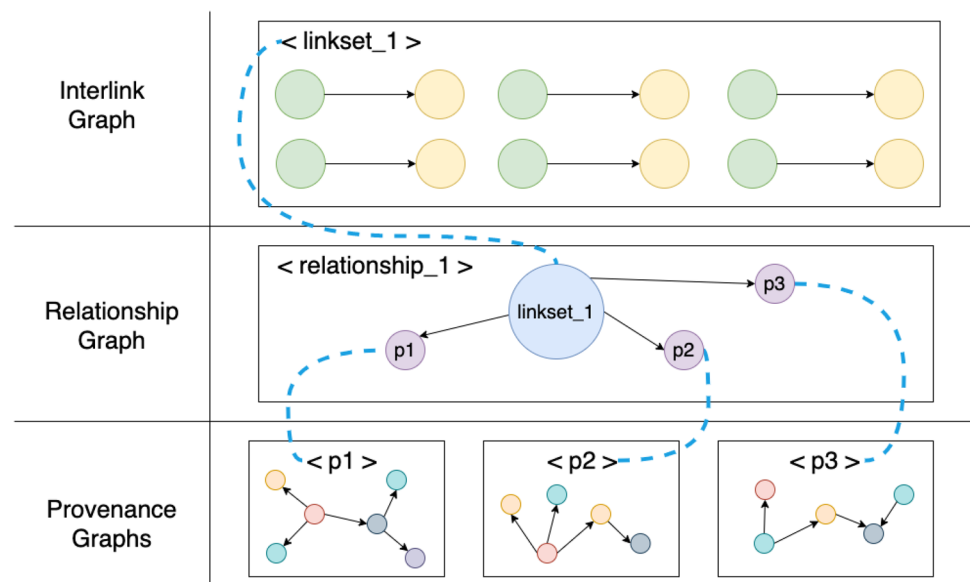 Interlink
Graph
< linkset_1 >
Relationship
Graph
< relationship_1 >
linkset_1
p1
p2
p3
Provenance
Graphs
< p1 >
< p2 >
< p3 >